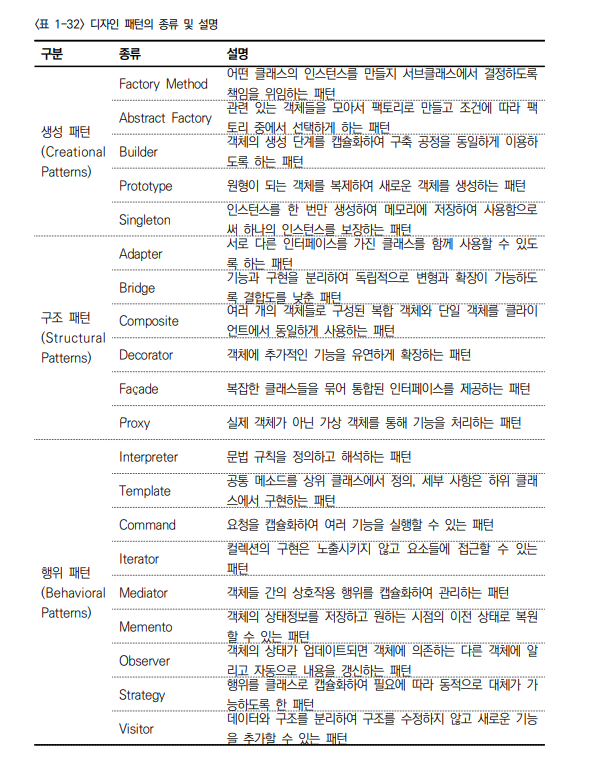 <표 1-32> 디자인 패턴의 종류 및 설명
구분 종류 설명
생성 패턴
(Creational
Patterns)
Factory Method
어떤 클래스의 인스턴스를 만들지 서브클래스에서 결정하도록
책임을 위임하는 패턴
Abstract Factory
관련 있는 객체들을 모아서 팩토리로 만들고 조건에 따라 팩
토리 중에서 선택하게 하는 패턴
Builder
객체의 생성 단계를 캡슐화하여 구축 공정을 동일하게 이용하
도록 하는 패턴
Prototype
원형이 되는 객체를 복제하여 새로운 객체를 생성하는 패턴
Singleton
인스턴스를 한 번만 생성하여 메모리에 저장하여 사용함으로
써 하나의 인스턴스를 보장하는 패턴
구조 패턴
(Structural
Patterns)
Adapter
서로 다른 인터페이스를 가진 클래스를 함께 사용할 수 있도
록 하는 패턴
Bridge
기능과 구현을 분리하여 독립적으로 변형과 확장이 가능하도
록 결합도를 낮춘 패턴
Composite
여러 개의 객체들로 구성된 복합 객체와 단일 객체를 클라이
언트에서 동일하게 사용하는 패턴
Decorator
객체에 추가적인 기능을 유연하게 확장하는 패턴
Façade
복잡한 클래스들을 묶어 통합된 인터페이스를 제공하는 패턴
Proxy
실제 객체가 아닌 가상 객체를 통해 기능을 처리하는 패턴
행위 패턴
(Behavioral
Patterns)
Interpreter
문법 규칙을 정의하고 해석하는 패턴
Template
공통 메소드를 상위 클래스에서 정의, 세부 사항은 하위 클래
스에서 구현하는 패턴
Command
요청을 캡슐화하여 여러 기능을 실행할 수 있는 패턴
Iterator
컬렉션의 구현은 노출시키지 않고 요소들에 접근할 수 있는
패턴
Mediator
객체들 간의 상호작용 행위를 캡슐화하여 관리하는 패턴
Memento
객체의 상태정보를 저장하고 원하는 시점의 이전 상태로 복원
할 수 있는 패턴
Observer
객체의 상태가 업데이트되면 객체에 의존하는 다른 객체에 알
리고 자동으로 내용을 갱신하는 패턴
Strategy
행위를 클래스로 캡슐화하여 필요에 따라 동적으로 대체가 가
능하도록 한 패턴
Visitor
데이터와 구조를 분리하여 구조를 수정하지 않고 새로운 기능
을 추가할 수 있는 패턴